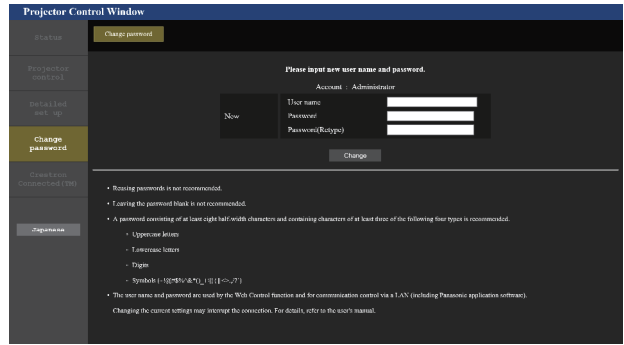 Projector Control Window
Status
Change password
Projector
control
Detailed
set up
Change
password
Crestron
Connected(TM)
Japanese
Please input new user name and password.
Account : Administrator
New
User name
Password
Password(Retype)
Change
• Reusing passwords is not recommended.
• Leaving the password blank is not recommended.
• A password consisting of at least eight half-width characters and containing characters of at least three of the following four types is recommended.
- Uppercase letters
- Lowercase letters
- Digits
- Symbols
• The user name and password are used by the Web Control function and for communication control via a LAN (including Panasonic application software).
Changing the current settings may interrupt the connection. For details, refer to the user's manual.